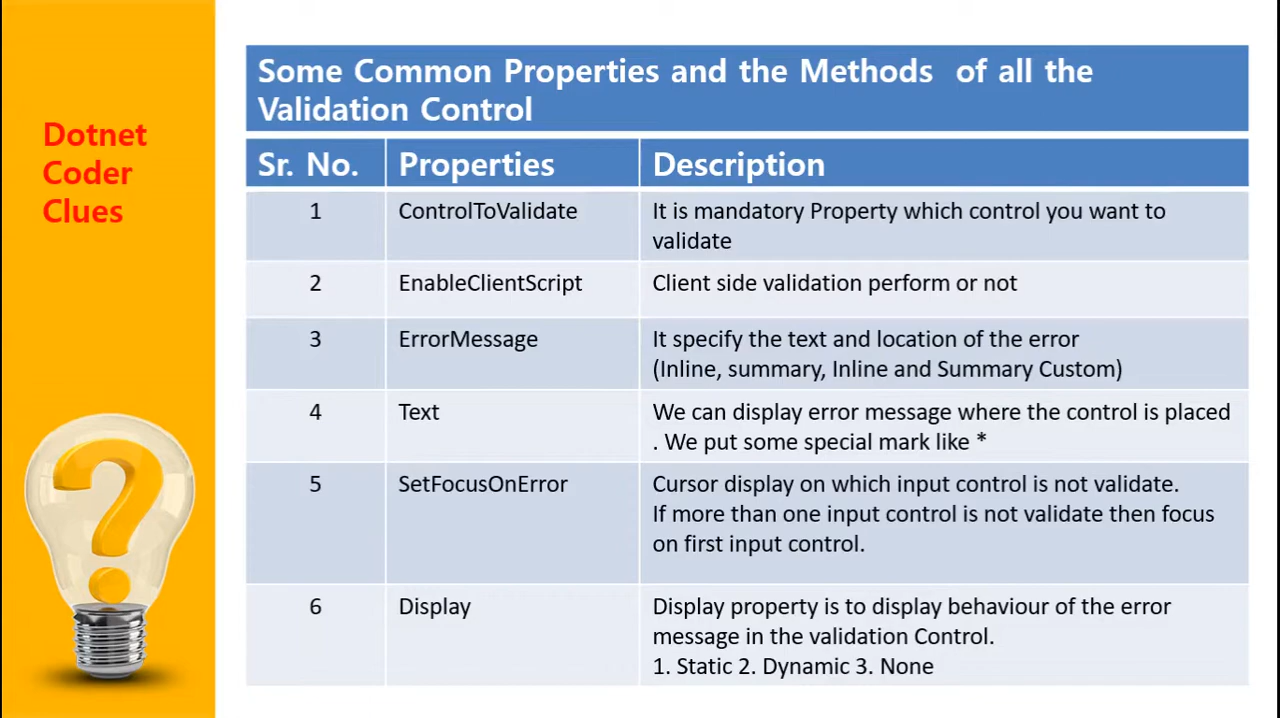 Dotnet
Coder
Clues
Some Common Properties and the Methods of all the
Validation Control
Sr. No. Properties Description
1 ControlToValidate It is mandatory Property which control you want to
validate
2 EnableClientScript Client side validation perform or not
3 ErrorMessage It specify the text and location of the error
(Inline, summary, Inline and Summary Custom)
4 Text We can display error message where the control is placed
. We put some special mark like *
5 SetFocusOnError Cursor display on which input control is not validate.
If more than one input control is not validate then focus
on first input control.
6 Display Display property is to display behaviour of the error
message in the validation Control.
1. Static 2. Dynamic 3. None